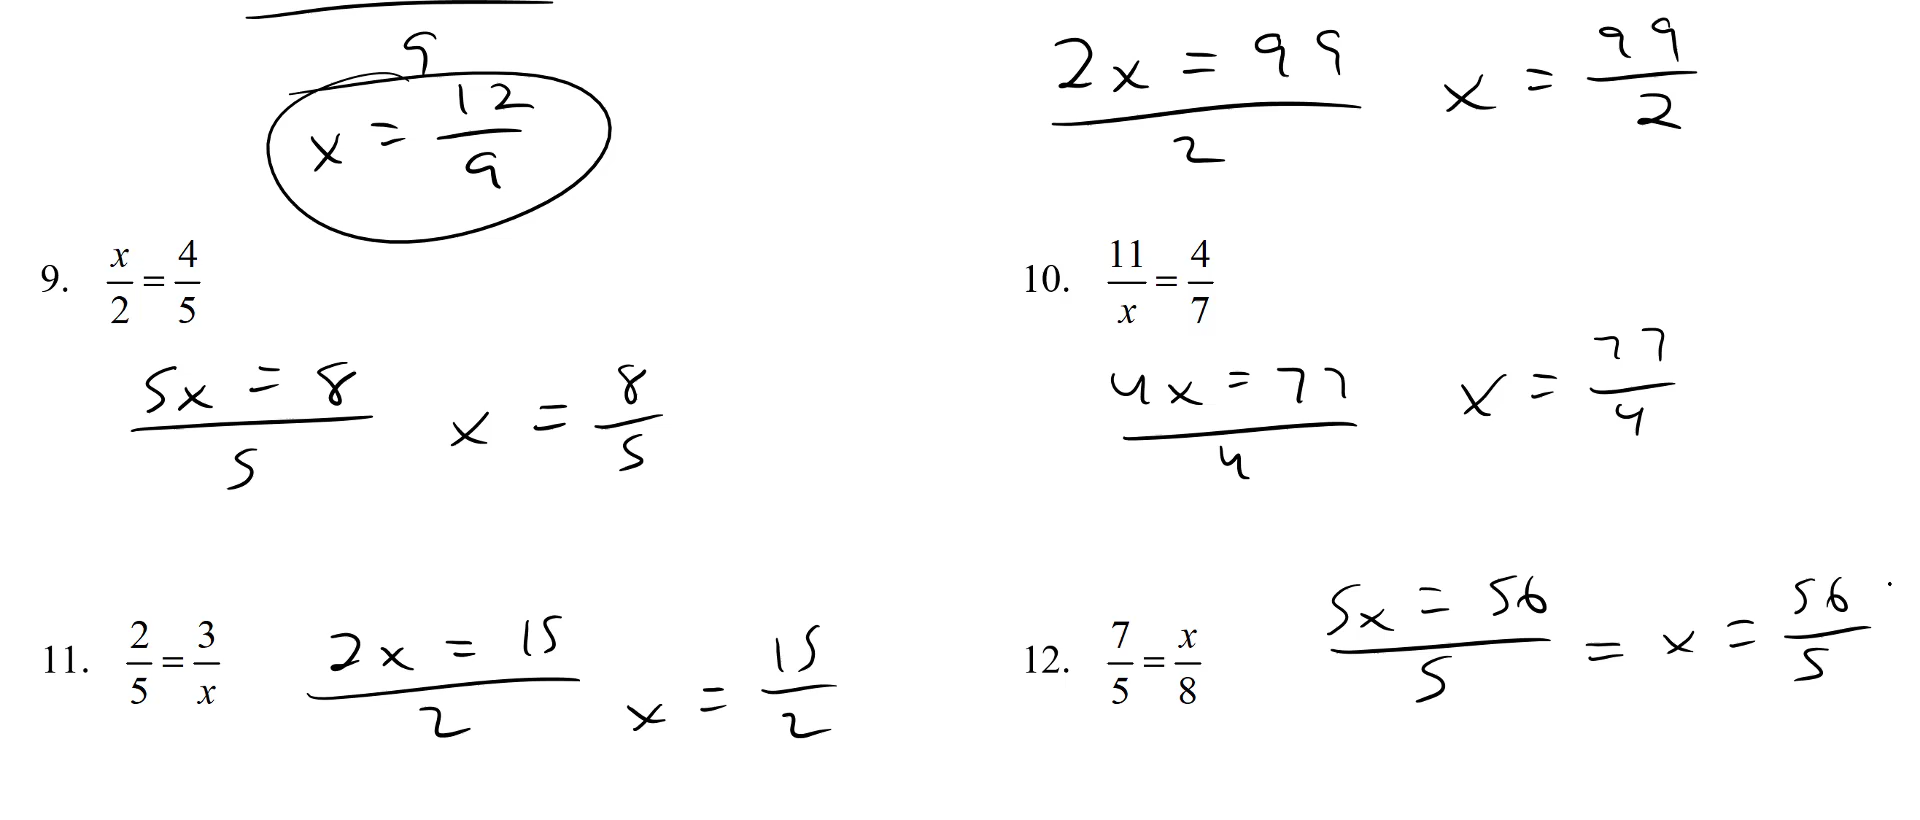 9
x = 12/9
2x = 99
2
x = 99/2
9. x/2 = 4/5
5x = 8
5
x = 8/5
10. 11/x = 4/7
4x = 77
4
x = 77/4
11. 2/5 = 3/x
2x = 15
2
x = 15/2
12. 7/5 = x/8
5x = 56
5
= x = 56/5